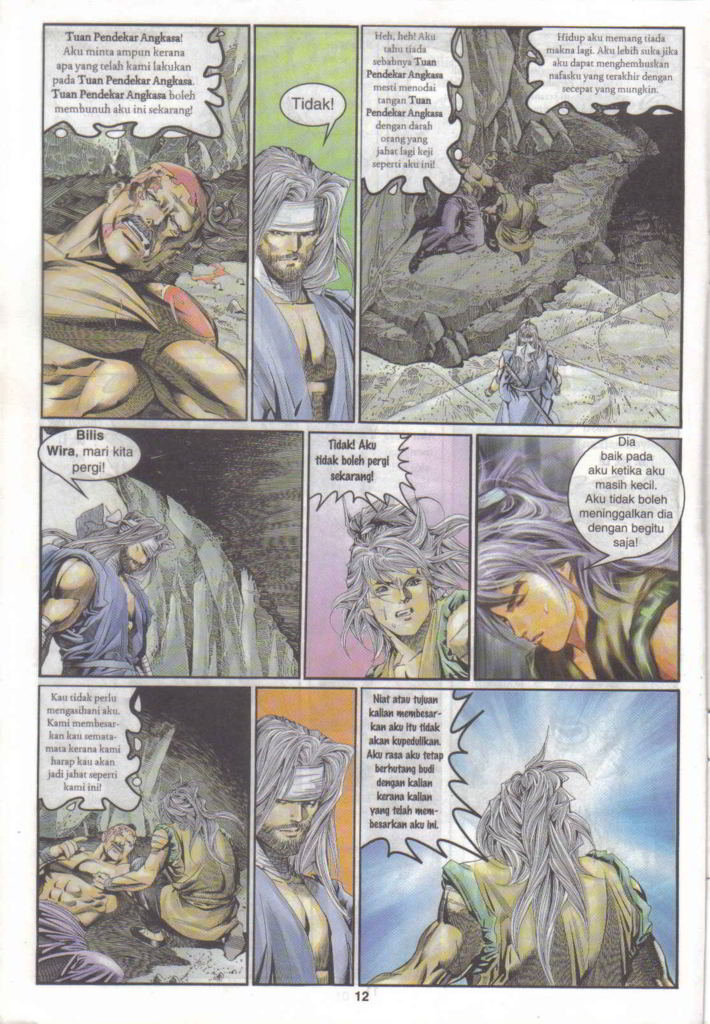 Tuan Pendekar Angkasa!
Aku minta ampun kerana
apa yang telah kami lakukan
pada Tuan Pendekar Angkasa.
Tuan Pendekar Angkasa boleh
membunuh aku ini sekarang!
Tidak!
Heh, heh! Aku
tahu tiada
sebabnya Tuan
Pendekar Angkasa
mesti menodai
tangan Tuan
Pendekar Angkasa
dengan darah
orang yang
jahat lagi keji
seperti aku ini!
Hidup aku memang tiada
makna lagi. Aku lebih suka jika
aku dapat menghembuskan
nafasku yang terakhir dengan
secepat yang mungkin.
Bilis
Wira, mari kita
pergi!
Tidak! Aku
tidak boleh pergi
sekarang!
Dia
baik pada
aku ketika aku
masih kecil.
Aku tidak boleh
meninggalkan dia
dengan begitu
saja!
Kau tidak perlu
mengasihani aku.
Kami membesar-
kan kau semata-
mata kerana kami
harap kau akan
jadi jahat seperti
kami ini!
Niat atau tujuan
kalian membesar-
kan aku itu tidak
akan kupedulikan.
Aku rasa aku tetap
berhutang budi
dengan kalian
kerana kalian
yang telah mem-
besarkan aku ini.
12